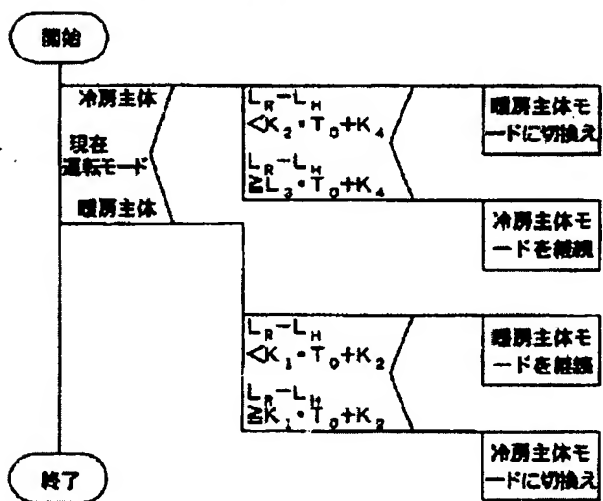 開始
冷房主体
現在
運転モード
暖房主体
L_R－L_H
＜K_2・T_0＋K_4
L_R－L_H
≧L_3・T_0＋K_4
暖房主体モ
ードに切換え
冷房主体モ
ードを継続
L_R－L_H
＜K_1・T_0＋K_2
L_R－L_H
≧K_1・T_0＋K_2
暖房主体モ
ードを継続
冷房主体モ
ードに切換え
終了